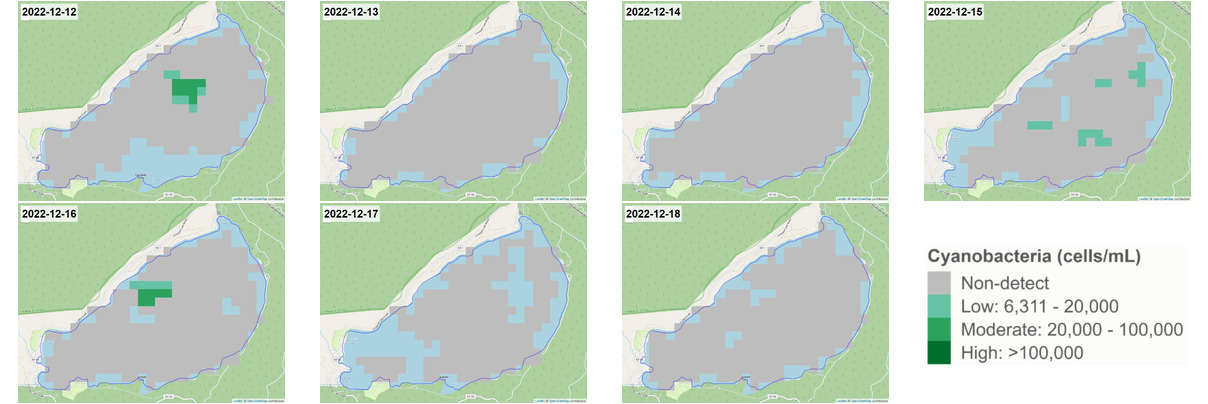 2022-12-12
2022-12-13
2022-12-14
2022-12-15
2022-12-16
2022-12-17
2022-12-18
Cyanobacteria (cells/mL)
Non-detect
Low: 6,311 - 20,000
Moderate: 20,000 - 100,000
High: >100,000